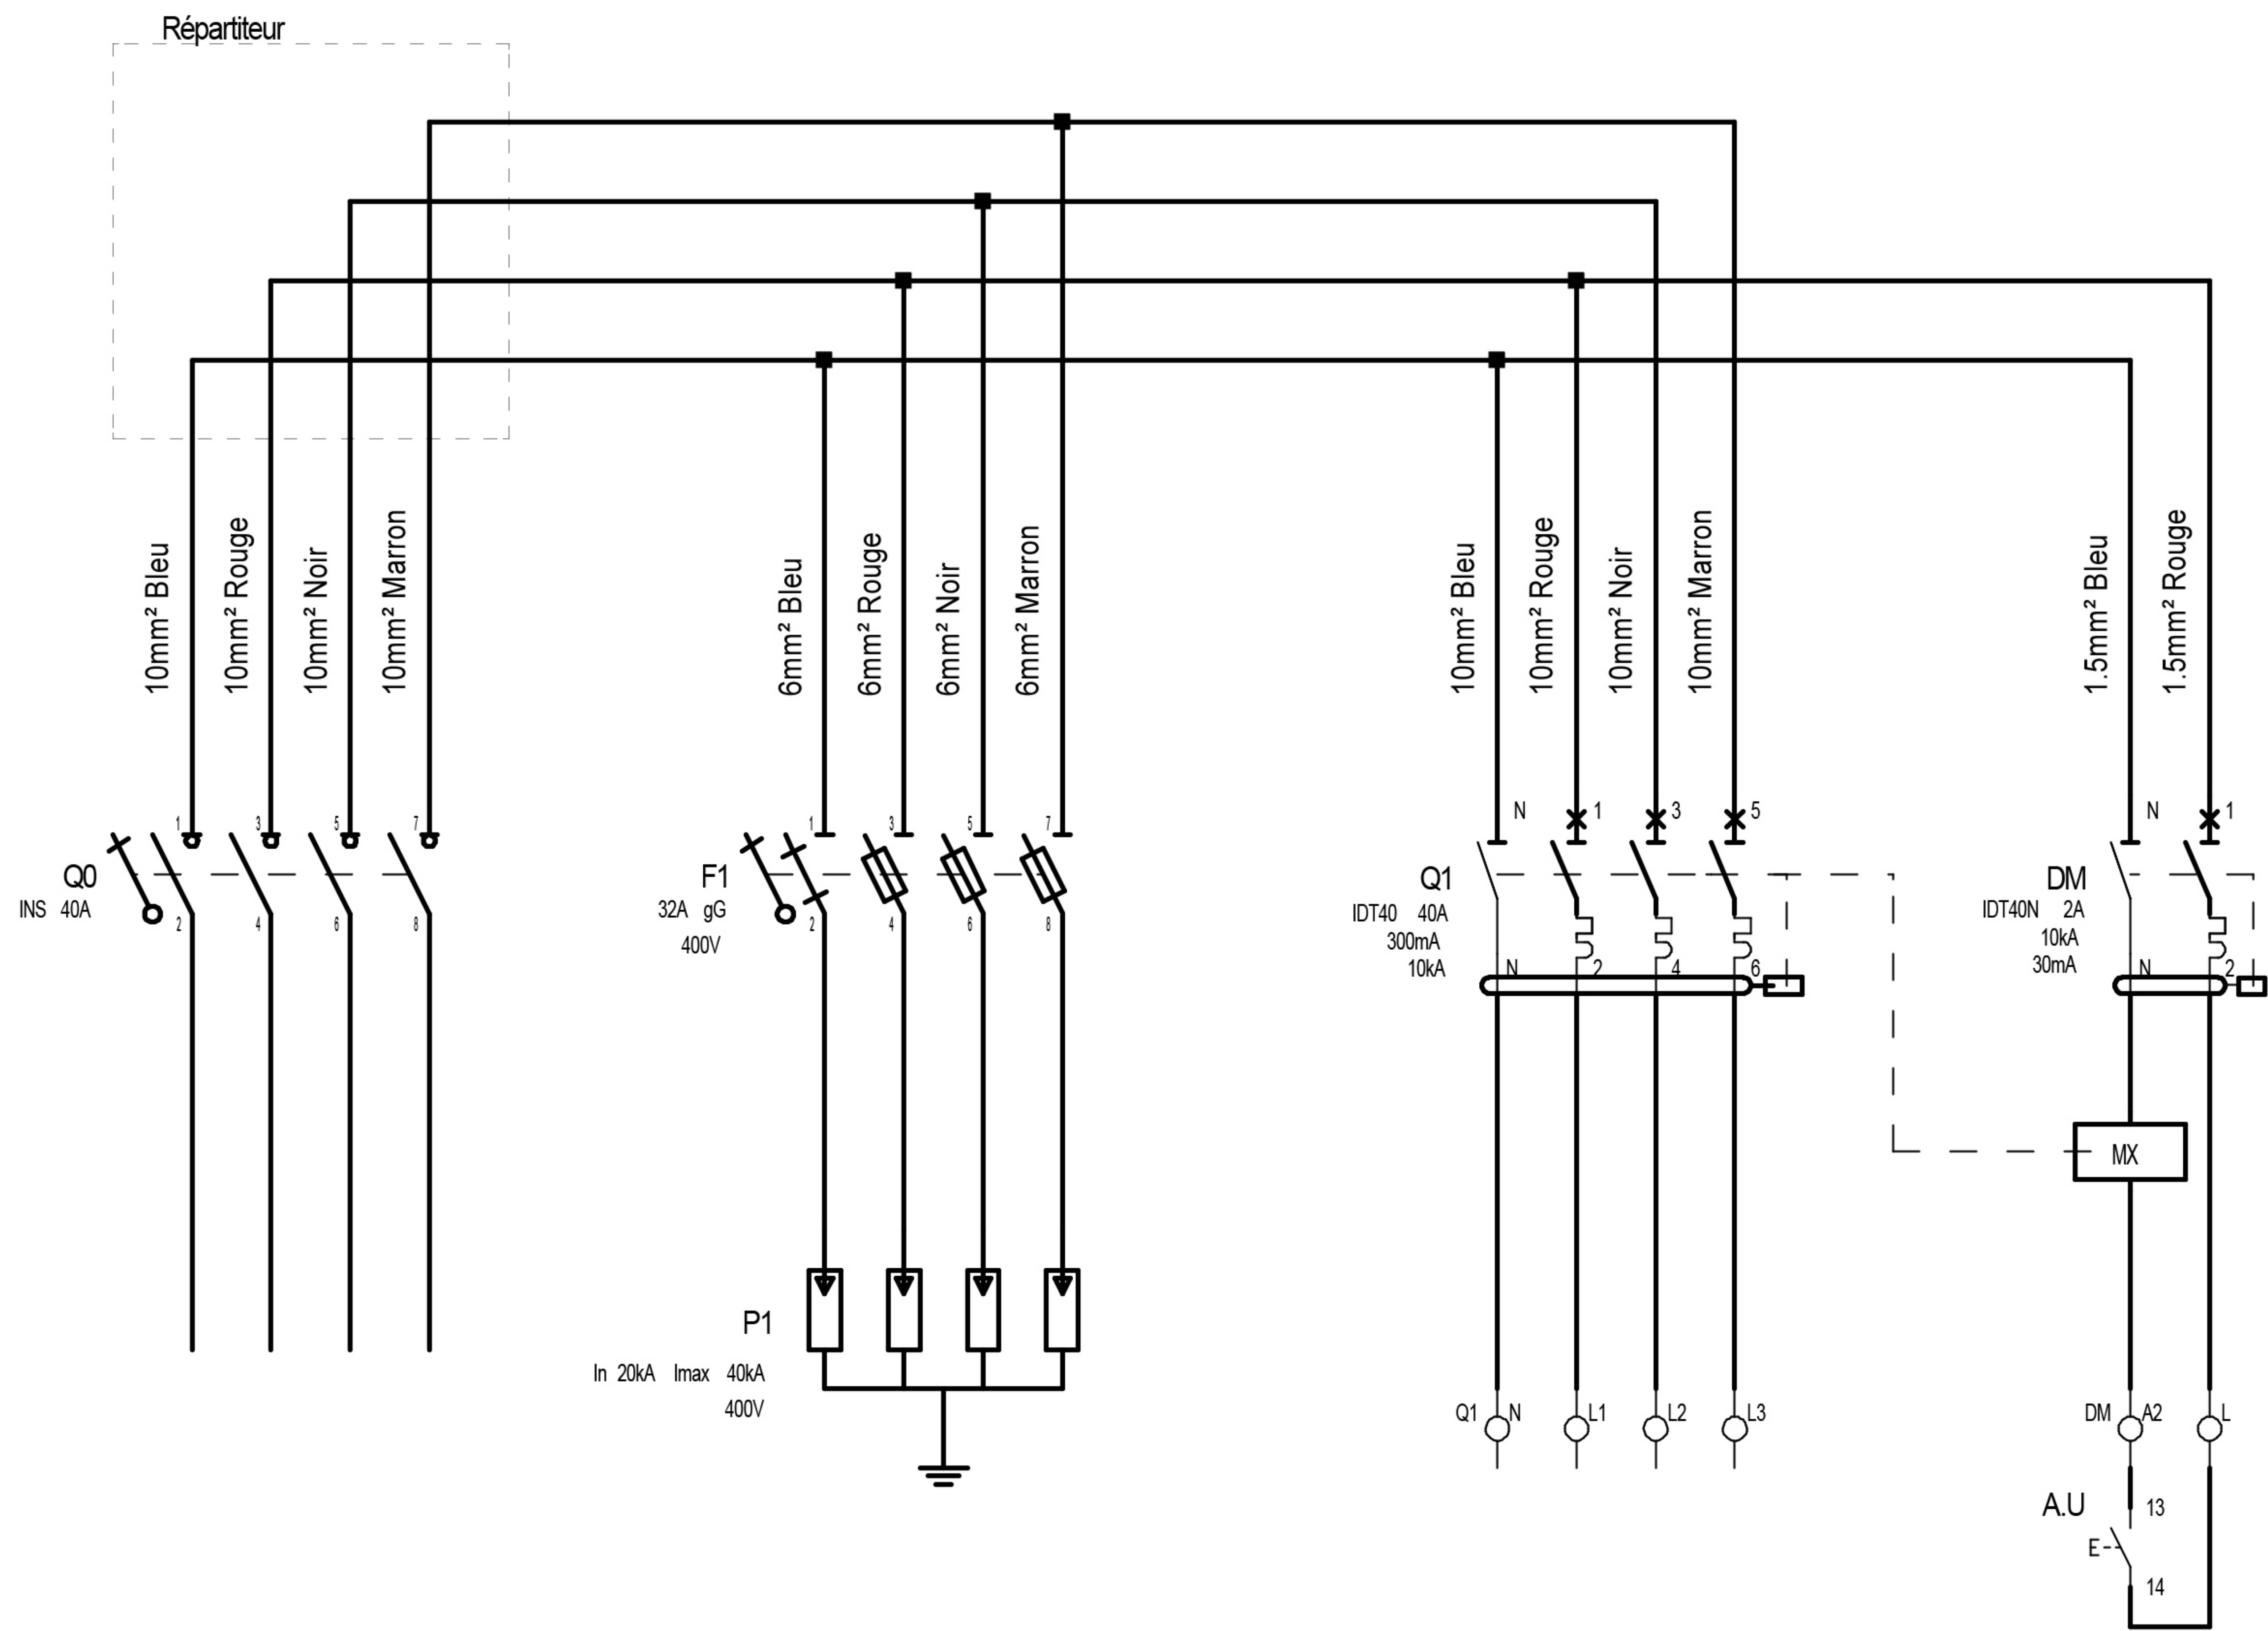 Répartiteur
10mm² Bleu
10mm² Rouge
10mm² Noir
10mm² Marron
6mm² Bleu
6mm² Rouge
6mm² Noir
6mm² Marron
10mm² Bleu
10mm² Rouge
10mm² Noir
10mm² Marron
1.5mm² Bleu
1.5mm² Rouge
1 3 5 7
Q0
INS 40A
2 4 6 8
1 3 5 7
F1
32A gG
400V
2 4 6 8
N 1 3 5
Q1
IDT40 40A
300mA
10kA
N 2 4 6
N 1
DM
IDT40N 2A
10kA
30mA
N 2
MX
P1
In 20kA Imax 40kA
400V
Q1 N L1 L2 L3
DM A2 L
A.U 13
E
14